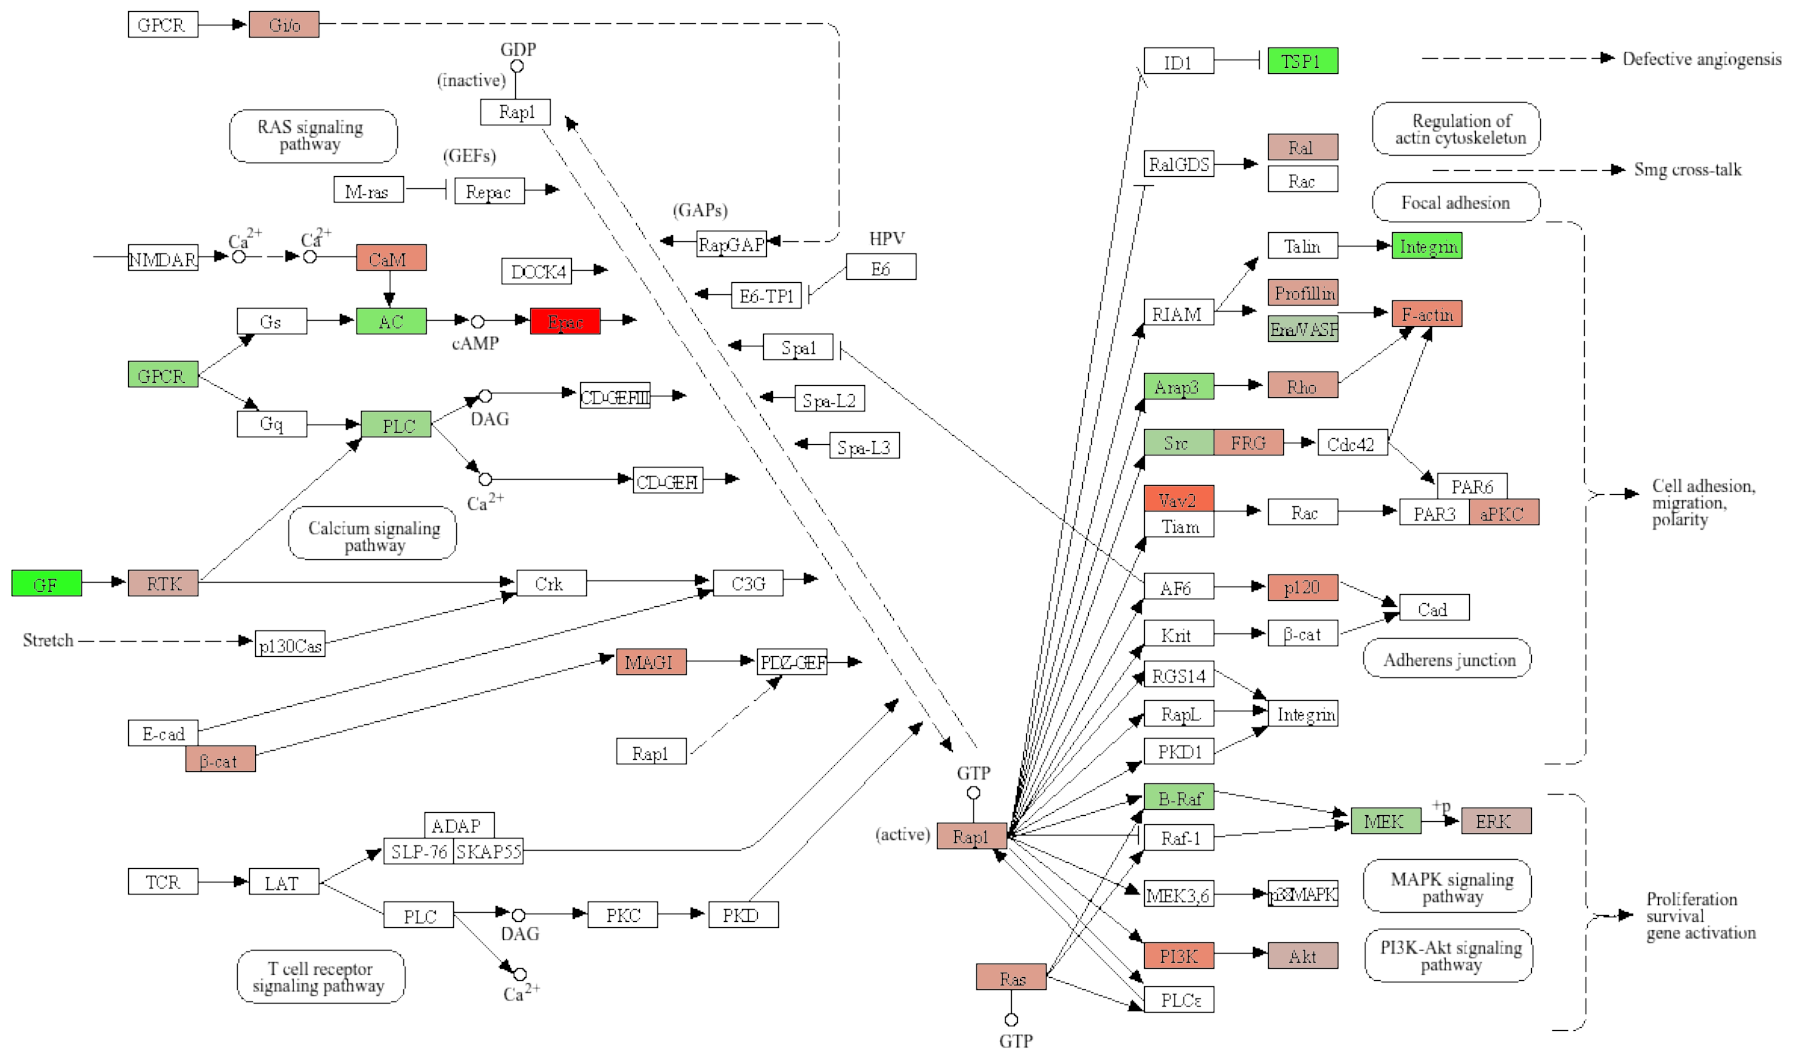 GPCR
Gi/o
GDP
(inactive)
Rap1
RAS signaling
pathway
(GEFs)
M-ras
Repac
(GAPs)
RapGAP
HPV
E6
NMDAR
Ca2+
Ca2+
CaM
DOCK4
E6-TP1
Gs
AC
cAMP
Epac
Spa1
GPCR
DAG
CD-GEFIII
Spa-L2
Gq
PLC
Spa-L3
Ca2+
CD-GEFI
Calcium signaling
pathway
GF
RTK
Crk
C3G
Stretch
p130Cas
MAGI
PDZ-GEF
E-cad
β-cat
Rap1
GTP
(active)
Rap1
ADAP
SLP-76
SKAP55
TCR
LAT
PLC
DAG
PKC
PKD
Ca2+
T cell receptor
signaling pathway
Ras
GTP
ID1
TSP1
Defective angiogensis
Regulation of
actin cytoskeleton
RalGDS
Ral
Rac
Smg cross-talk
Focal adhesion
Talin
Integrin
RIAM
Profillin
Ena/VASP
F-actin
Arap3
Rho
Src
FRG
Cdc42
Vav2
Tiam
Rac
PAR6
PAR3
aPKC
Cell adhesion,
migration,
polarity
AF6
p120
Cad
Krit
β-cat
Adherens junction
RGS14
RapL
Integrin
PKD1
B-Raf
Raf-1
MEK
+p
ERK
MEK3,6
p38MAPK
MAPK signaling
pathway
Proliferation
survival
gene activation
PI3K
Akt
PI3K-Akt signaling
pathway
PLCε